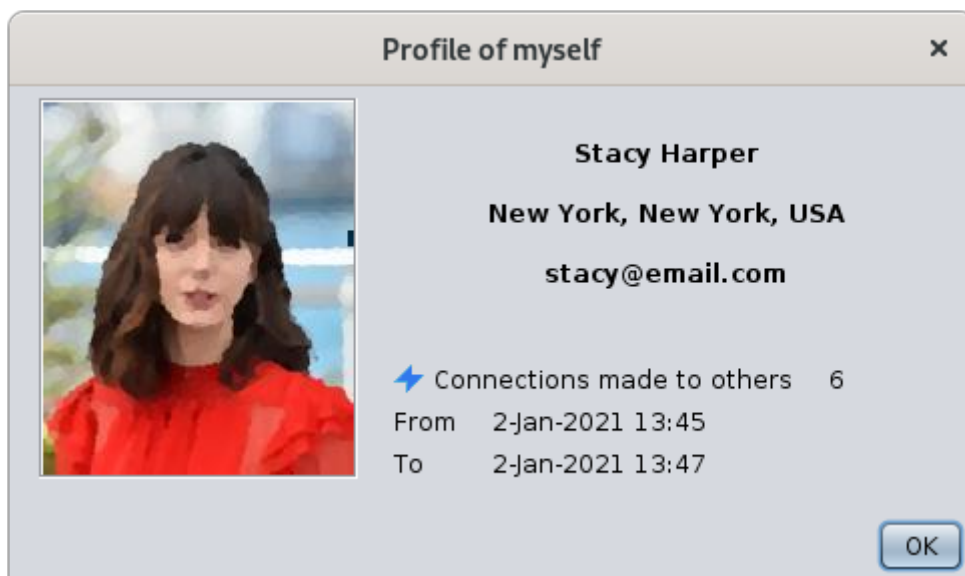 Profile of myself
Stacy Harper
New York, New York, USA
stacy@email.com
Connections made to others 6
From 2-Jan-2021 13:45
To 2-Jan-2021 13:47
OK